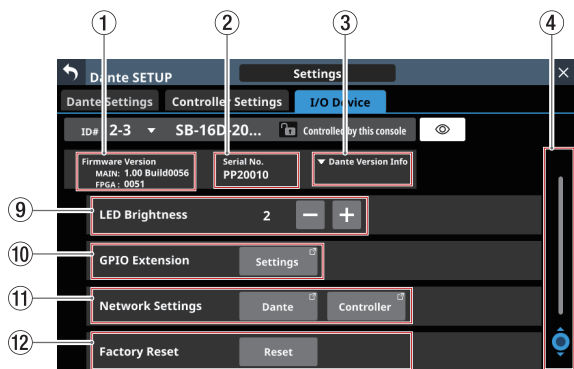 ① ② ③ ④
Dante SETUP Settings
Dante Settings Controller Settings I/O Device
ID# 2-3 SB-16D-20... Controlled by this console
Firmware Version Serial No. Dante Version Info
MAIN: 1.00 Build0056 PP20010
FPGA: 0051
⑨ LED Brightness 2 − +
⑩ GPIO Extension Settings
⑪ Network Settings Dante Controller
⑫ Factory Reset Reset